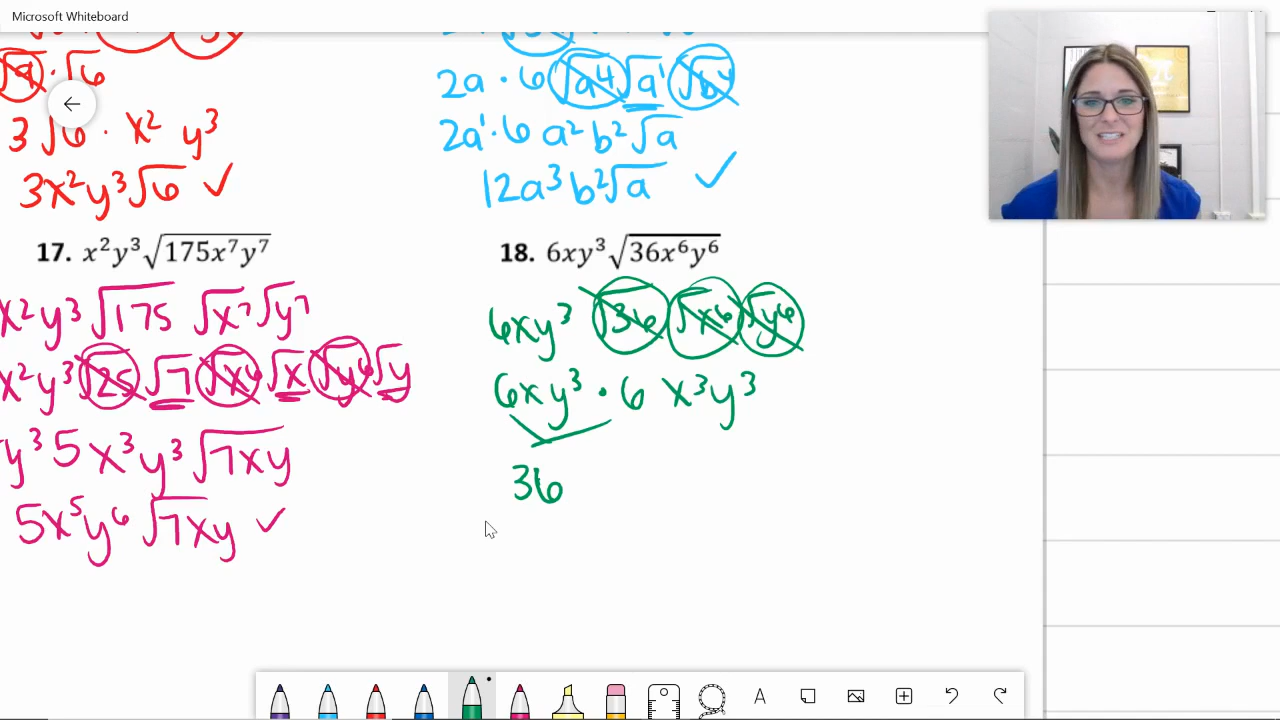 Microsoft Whiteboard
√9 · √6
3√6 · x² y³
3x²y³√6 ✓
2a · 6 √a⁴ √a¹ √b⁴
2a¹ · 6 a² b² √a
12a³b²√a ✓
17. x²y³√175x⁷y⁷
x²y³ √175 √x⁷ √y⁷
x²y³ √25 √7 √x⁶ √x √y⁶ √y
y³ 5 x³y³ √7xy
5x⁵y⁶ √7xy ✓
18. 6xy³√36x⁶y⁶
6xy³ √36 √x⁶ √y⁶
6xy³ · 6 x³y³
36
A